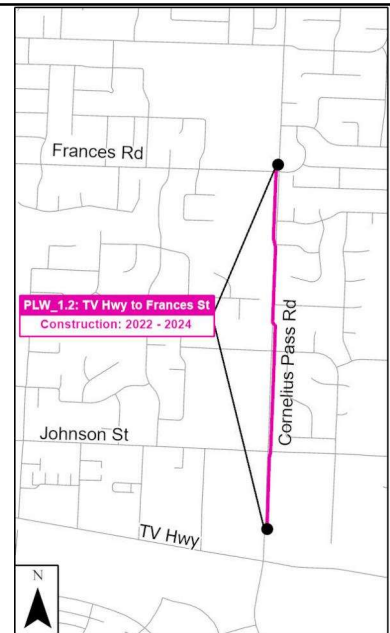 Frances Rd
PLW_1.2: TV Hwy to Frances St
Construction: 2022 - 2024
Cornelius Pass Rd
Johnson St
TV Hwy
N